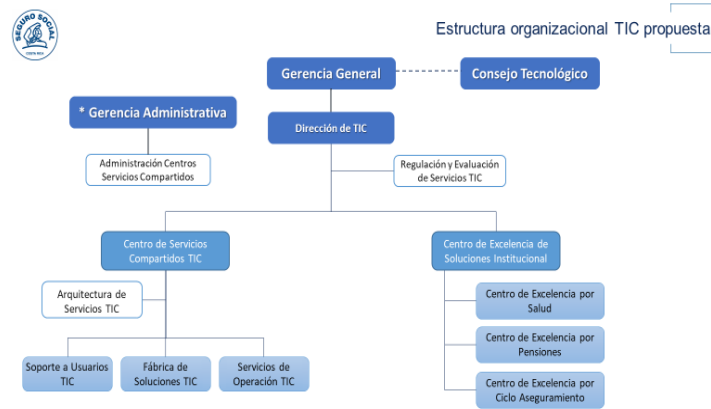 SEGURO SOCIAL
COSTA RICA
Estructura organizacional TIC propuesta
Gerencia General
Consejo Tecnológico
* Gerencia Administrativa
Dirección de TIC
Administración Centros
Servicios Compartidos
Regulación y Evaluación
de Servicios TIC
Centro de Servicios
Compartidos TIC
Centro de Excelencia de
Soluciones Institucional
Arquitectura de
Servicios TIC
Centro de Excelencia por
Salud
Centro de Excelencia por
Pensiones
Soporte a Usuarios
TIC
Fábrica de
Soluciones TIC
Servicios de
Operación TIC
Centro de Excelencia por
Ciclo Aseguramiento